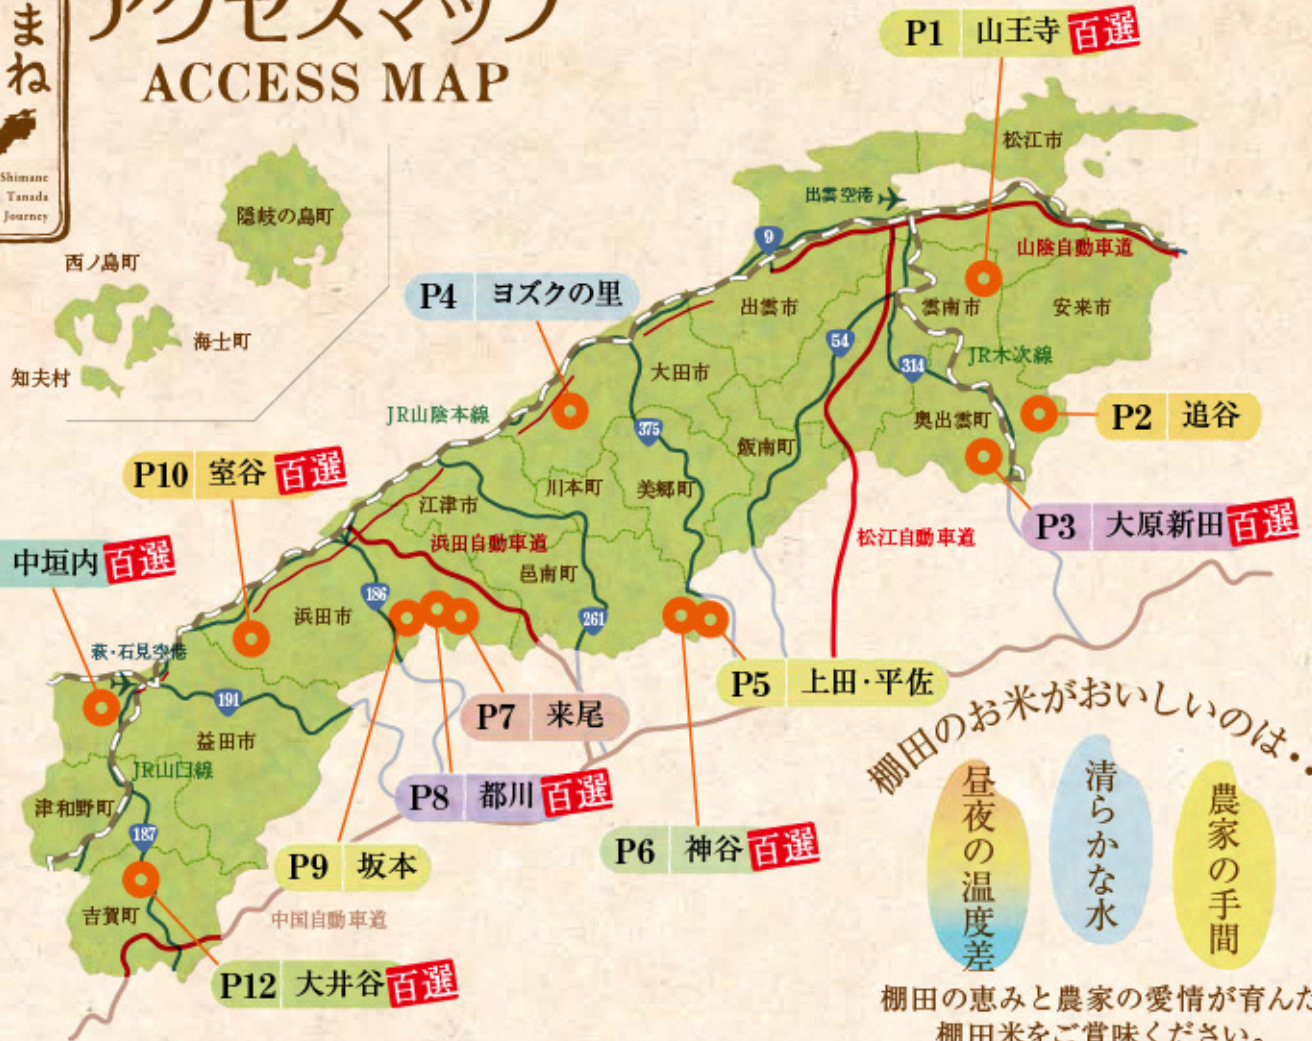 まね
Shimane
Tanada
Journey
アクセスマップ
ACCESS MAP
P1 山王寺 百選
松江市
出雲空港
隠岐の島町
西ノ島町
海士町
知夫村
9
山陰自動車道
P4 ヨズクの里
出雲市
雲南市
安来市
54
JR木次線
314
大田市
JR山陰本線
375
奥出雲町
P2 追谷
飯南町
P10 室谷 百選
川本町
美郷町
江津市
P3 大原新田 百選
浜田自動車道
松江自動車道
中垣内 百選
邑南町
186
浜田市
261
萩・石見空港
P5 上田・平佐
191
P7 来尾
益田市
JR山口線
P8 都川 百選
津和野町
187
P6 神谷 百選
P9 坂本
吉賀町
中国自動車道
P12 大井谷 百選
棚田のお米がおいしいのは・・
昼夜の温度差
清らかな水
農家の手間
棚田の恵みと農家の愛情が育んだ
棚田米をご賞味ください。